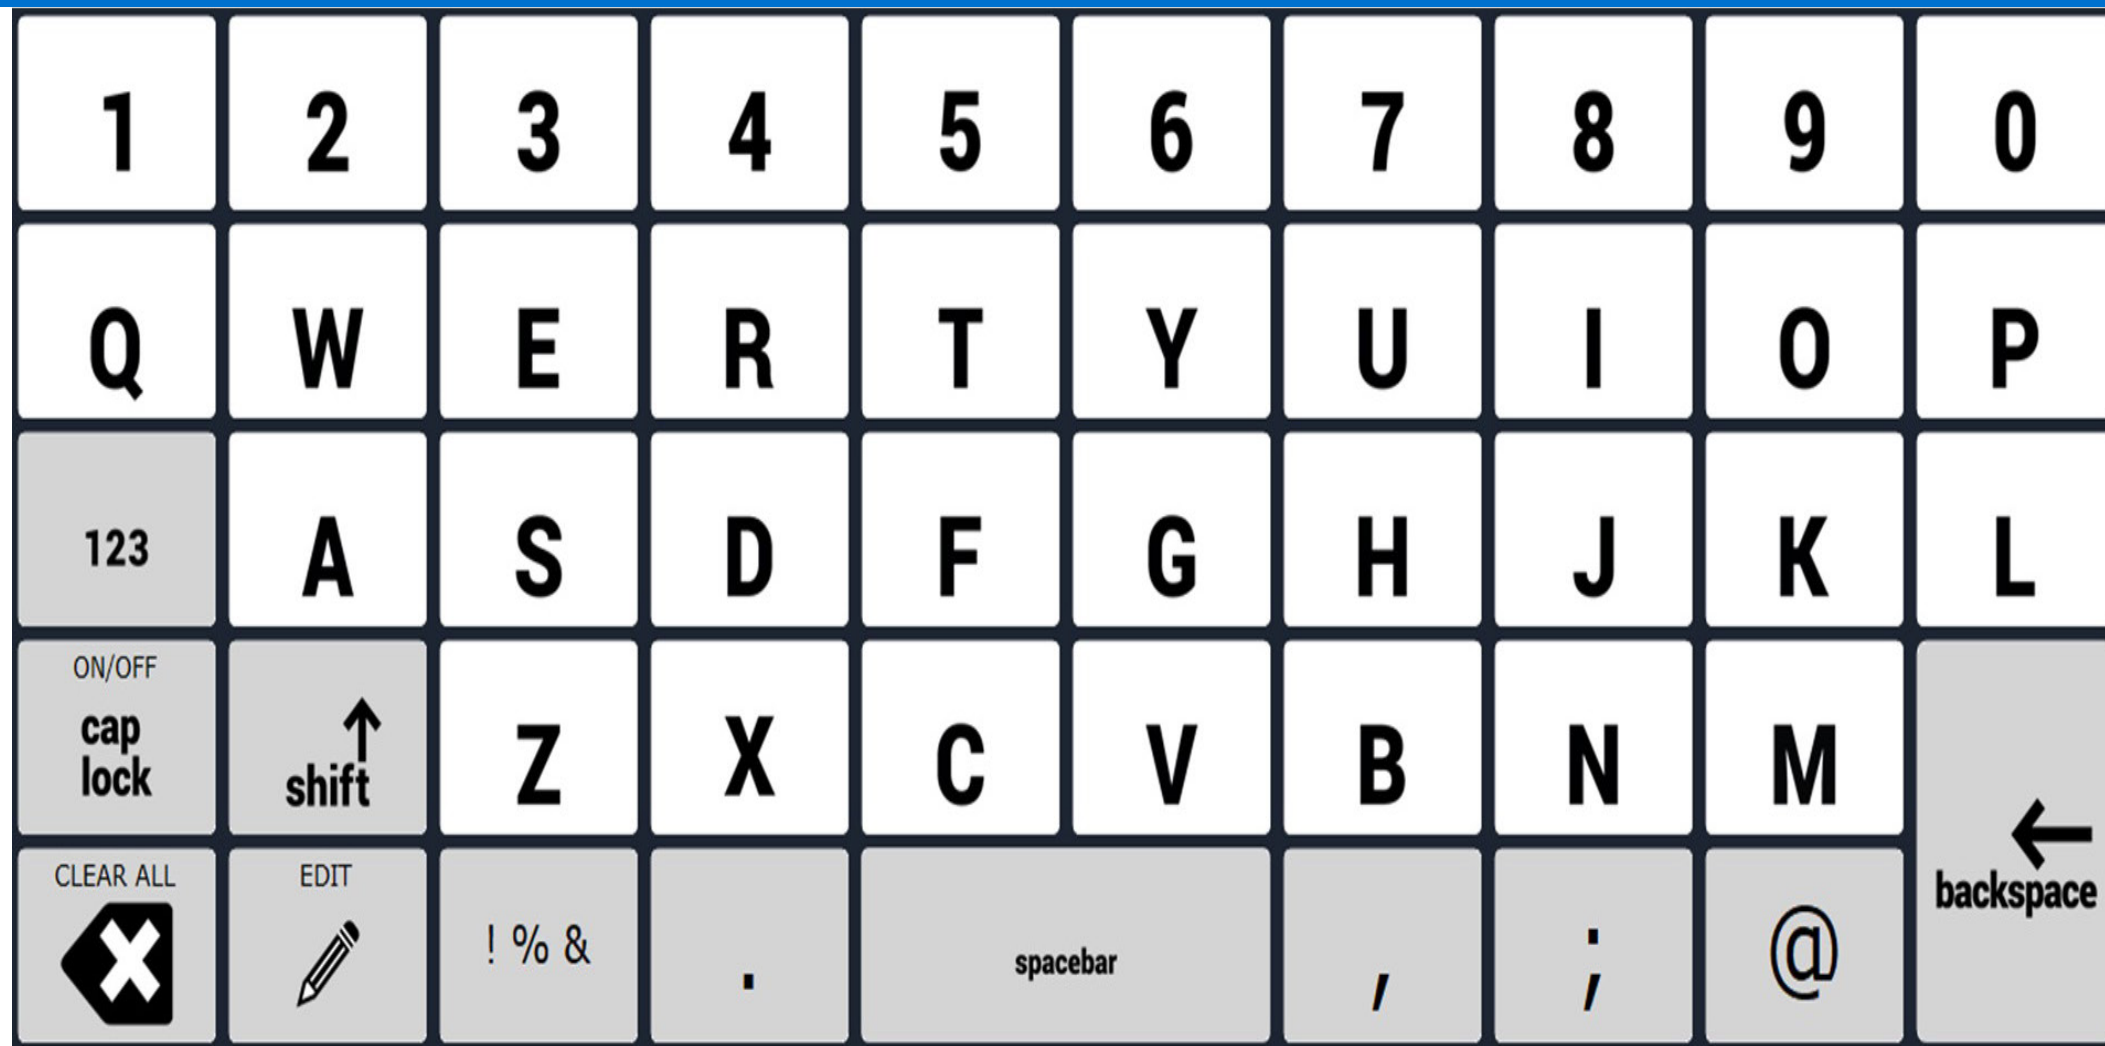 1 2 3 4 5 6 7 8 9 0
Q W E R T Y U I O P
123 A S D F G H J K L
ON/OFF
cap
lock
shift
Z X C V B N M
backspace
CLEAR ALL
EDIT
! % &
.
spacebar
,
;
@